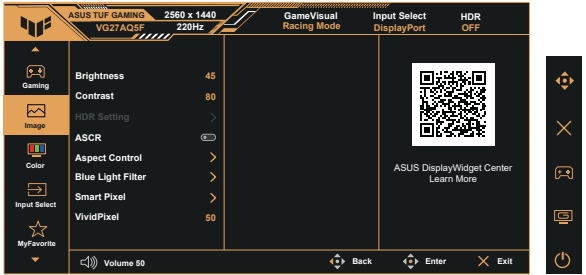 ASUS TUF GAMING 2560 x 1440
VG27AQ5F 220Hz
GameVisual
Racing Mode
Input Select
DisplayPort
HDR
OFF
Gaming
Image
Color
Input Select
MyFavorite
Brightness 45
Contrast 80
HDR Setting
ASCR
Aspect Control
Blue Light Filter
Smart Pixel
VividPixel 50
ASUS DisplayWidget Center
Learn More
Volume 50
Back
Enter
Exit